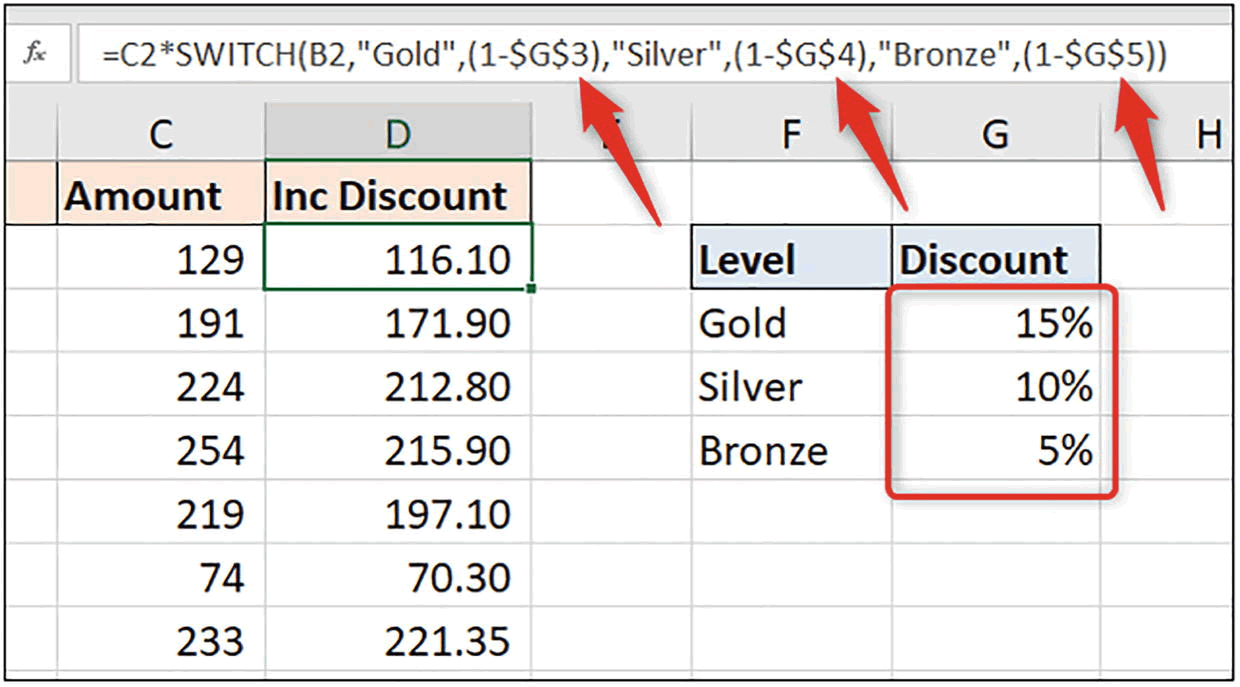 fx =C2*SWITCH(B2,"Gold",(1-$G$3),"Silver",(1-$G$4),"Bronze",(1-$G$5))
C D F G H
Amount Inc Discount
129 116.10 Level Discount
191 171.90 Gold 15%
224 212.80 Silver 10%
254 215.90 Bronze 5%
219 197.10
74 70.30
233 221.35